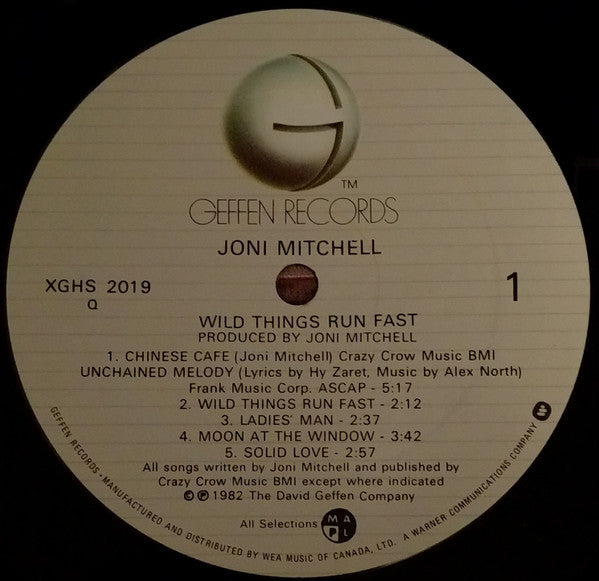 G
TM
GEFFEN RECORDS
JONI MITCHELL
XGHS 2019
Q
1
WILD THINGS RUN FAST
PRODUCED BY JONI MITCHELL
1. CHINESE CAFE (Joni Mitchell) Crazy Crow Music BMI
UNCHAINED MELODY (Lyrics by Hy Zaret, Music by Alex North)
Frank Music Corp. ASCAP - 5:17
2. WILD THINGS RUN FAST - 2:12
3. LADIES' MAN - 2:37
4. MOON AT THE WINDOW - 3:42
5. SOLID LOVE - 2:57
All songs written by Joni Mitchell and published by
Crazy Crow Music BMI except where indicated
© ℗ 1982 The David Geffen Company
All Selections
M A P L
GEFFEN RECORDS · MANUFACTURED AND DISTRIBUTED BY WEA MUSIC OF CANADA, LTD. A WARNER COMMUNICATIONS COMPANY